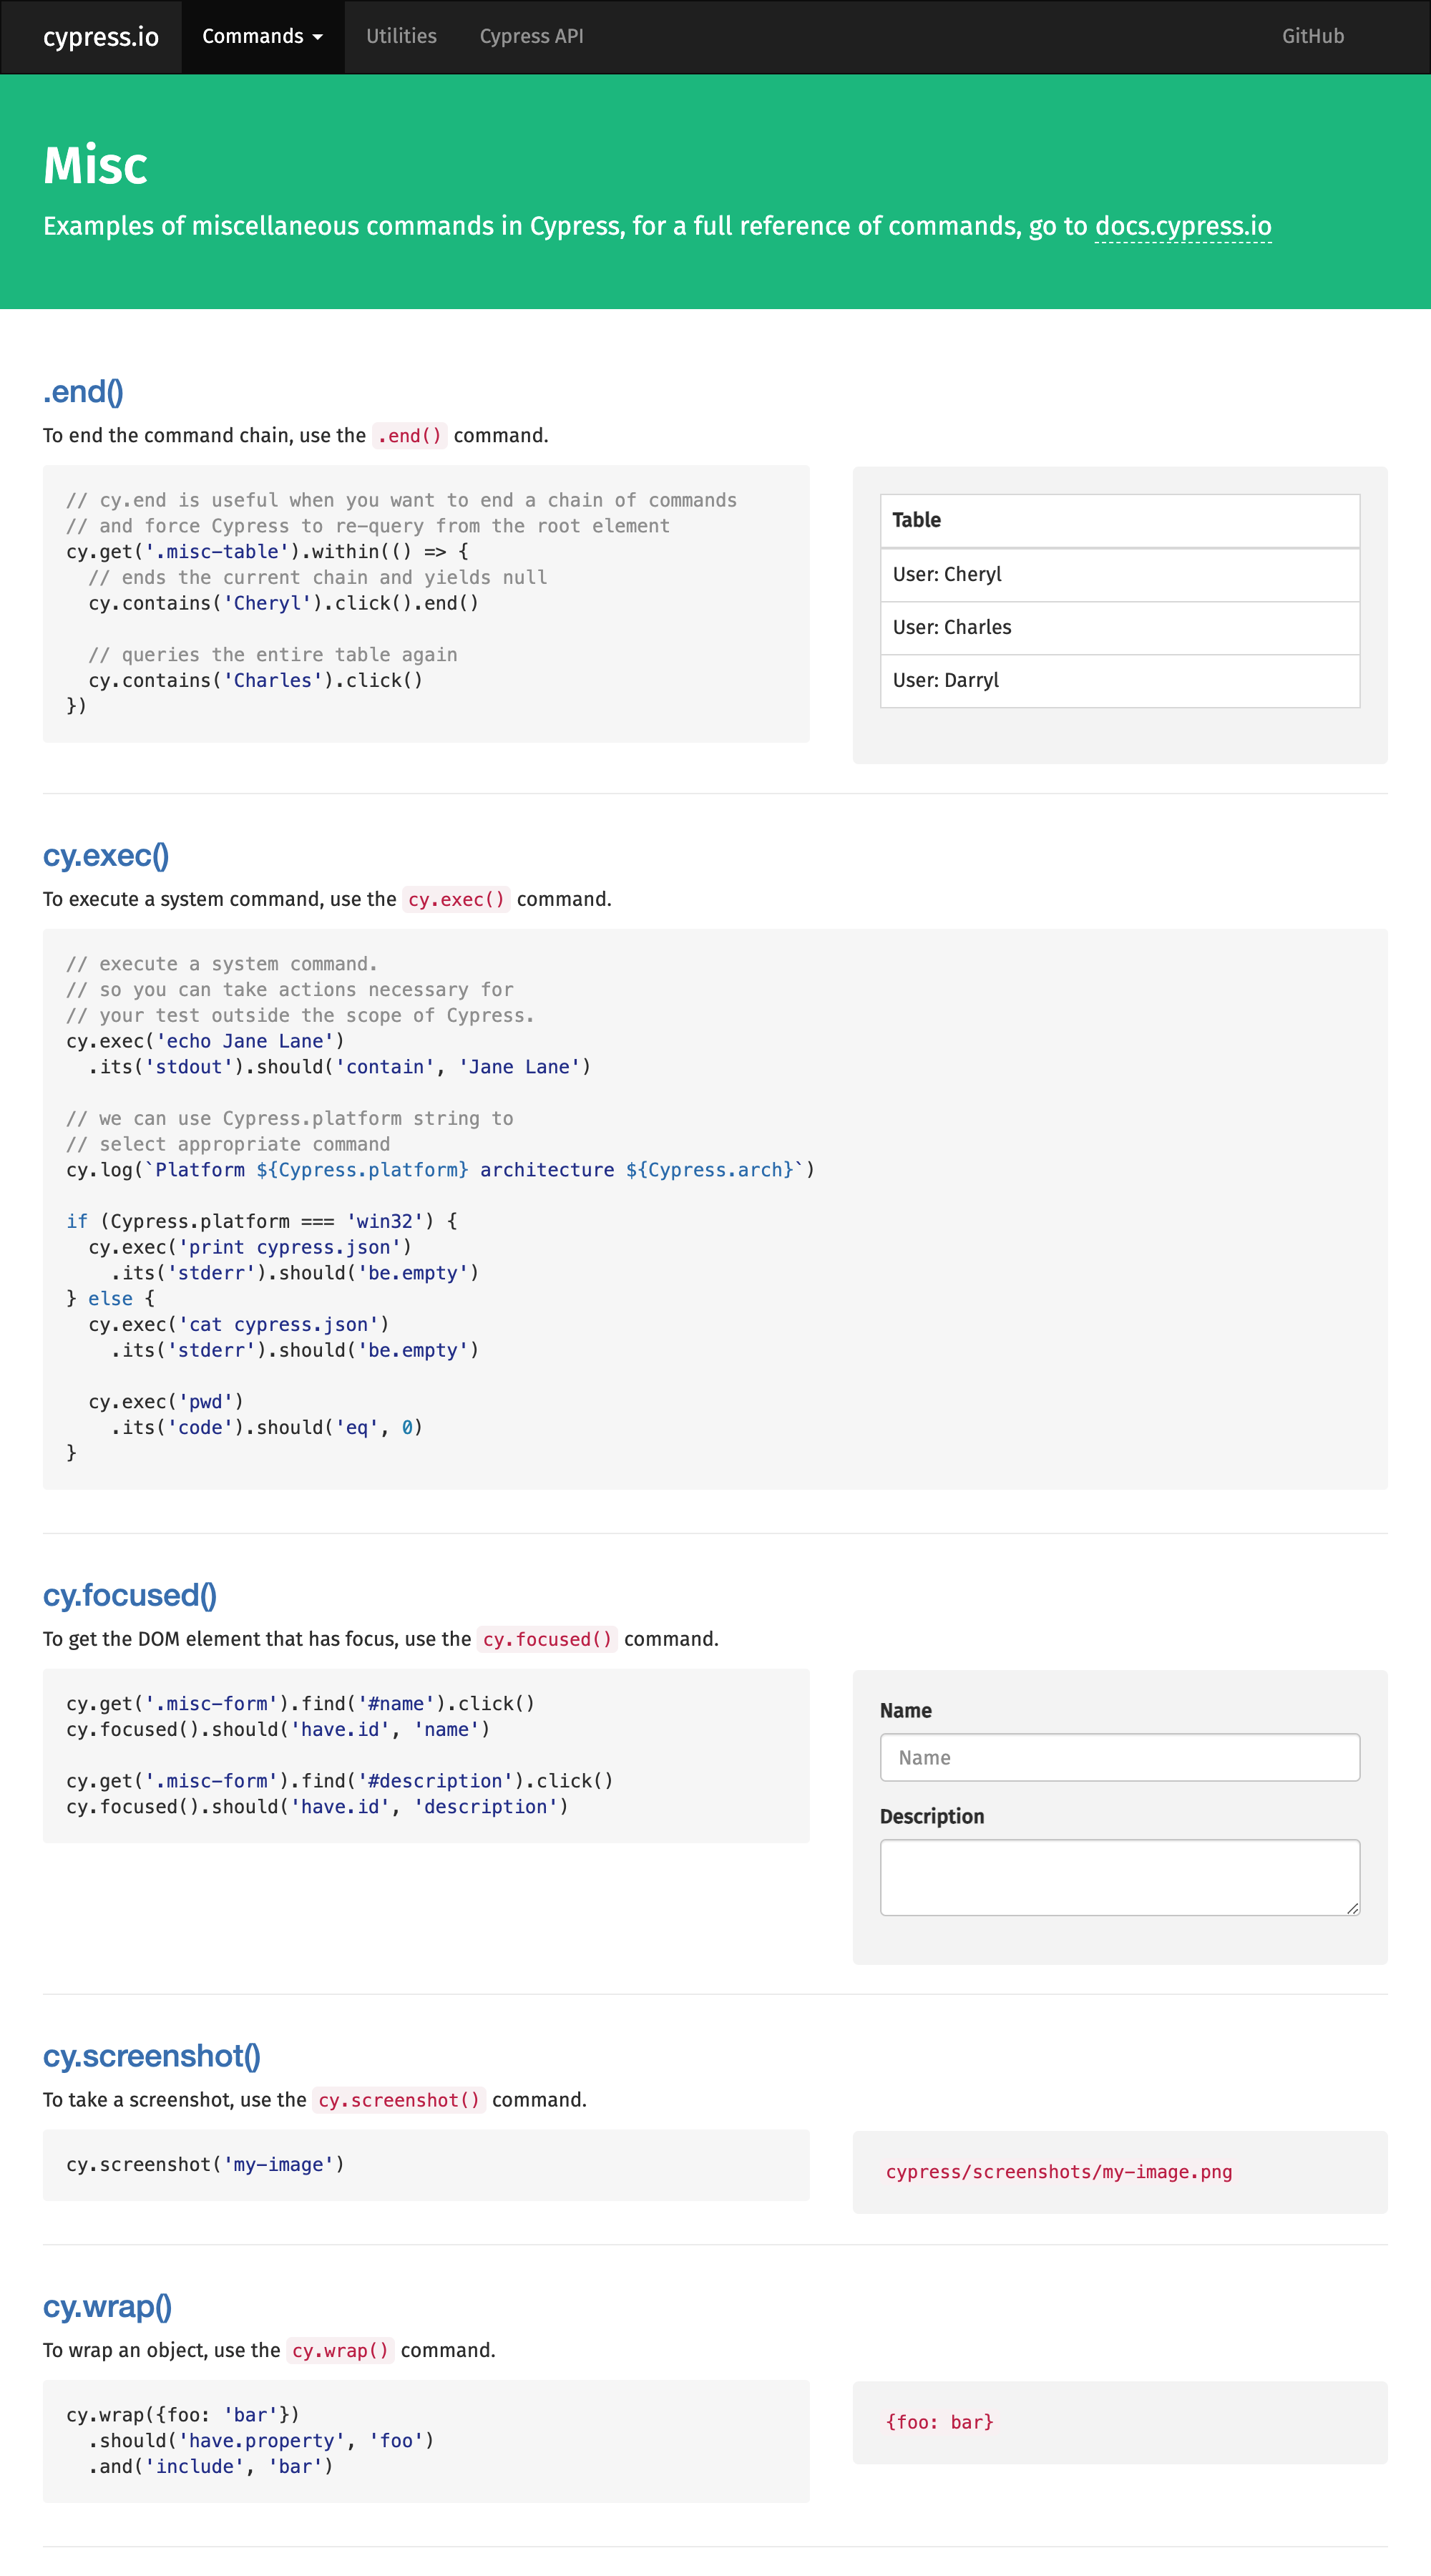 cypress.io Commands Utilities Cypress API GitHub
Misc
Examples of miscellaneous commands in Cypress, for a full reference of commands, go to docs.cypress.io
.end()
To end the command chain, use the .end() command.
// cy.end is useful when you want to end a chain of commands
// and force Cypress to re-query from the root element
cy.get('.misc-table').within(() => {
  // ends the current chain and yields null
  cy.contains('Cheryl').click().end()

  // queries the entire table again
  cy.contains('Charles').click()
})
Table
User: Cheryl
User: Charles
User: Darryl
cy.exec()
To execute a system command, use the cy.exec() command.
// execute a system command.
// so you can take actions necessary for
// your test outside the scope of Cypress.
cy.exec('echo Jane Lane')
  .its('stdout').should('contain', 'Jane Lane')

// we can use Cypress.platform string to
// select appropriate command
cy.log(`Platform ${Cypress.platform} architecture ${Cypress.arch}`)

if (Cypress.platform === 'win32') {
  cy.exec('print cypress.json')
    .its('stderr').should('be.empty')
} else {
  cy.exec('cat cypress.json')
    .its('stderr').should('be.empty')

  cy.exec('pwd')
    .its('code').should('eq', 0)
}
cy.focused()
To get the DOM element that has focus, use the cy.focused() command.
cy.get('.misc-form').find('#name').click()
cy.focused().should('have.id', 'name')

cy.get('.misc-form').find('#description').click()
cy.focused().should('have.id', 'description')
Name
Name
Description
cy.screenshot()
To take a screenshot, use the cy.screenshot() command.
cy.screenshot('my-image')
cypress/screenshots/my-image.png
cy.wrap()
To wrap an object, use the cy.wrap() command.
cy.wrap({foo: 'bar'})
  .should('have.property', 'foo')
  .and('include', 'bar')
{foo: bar}